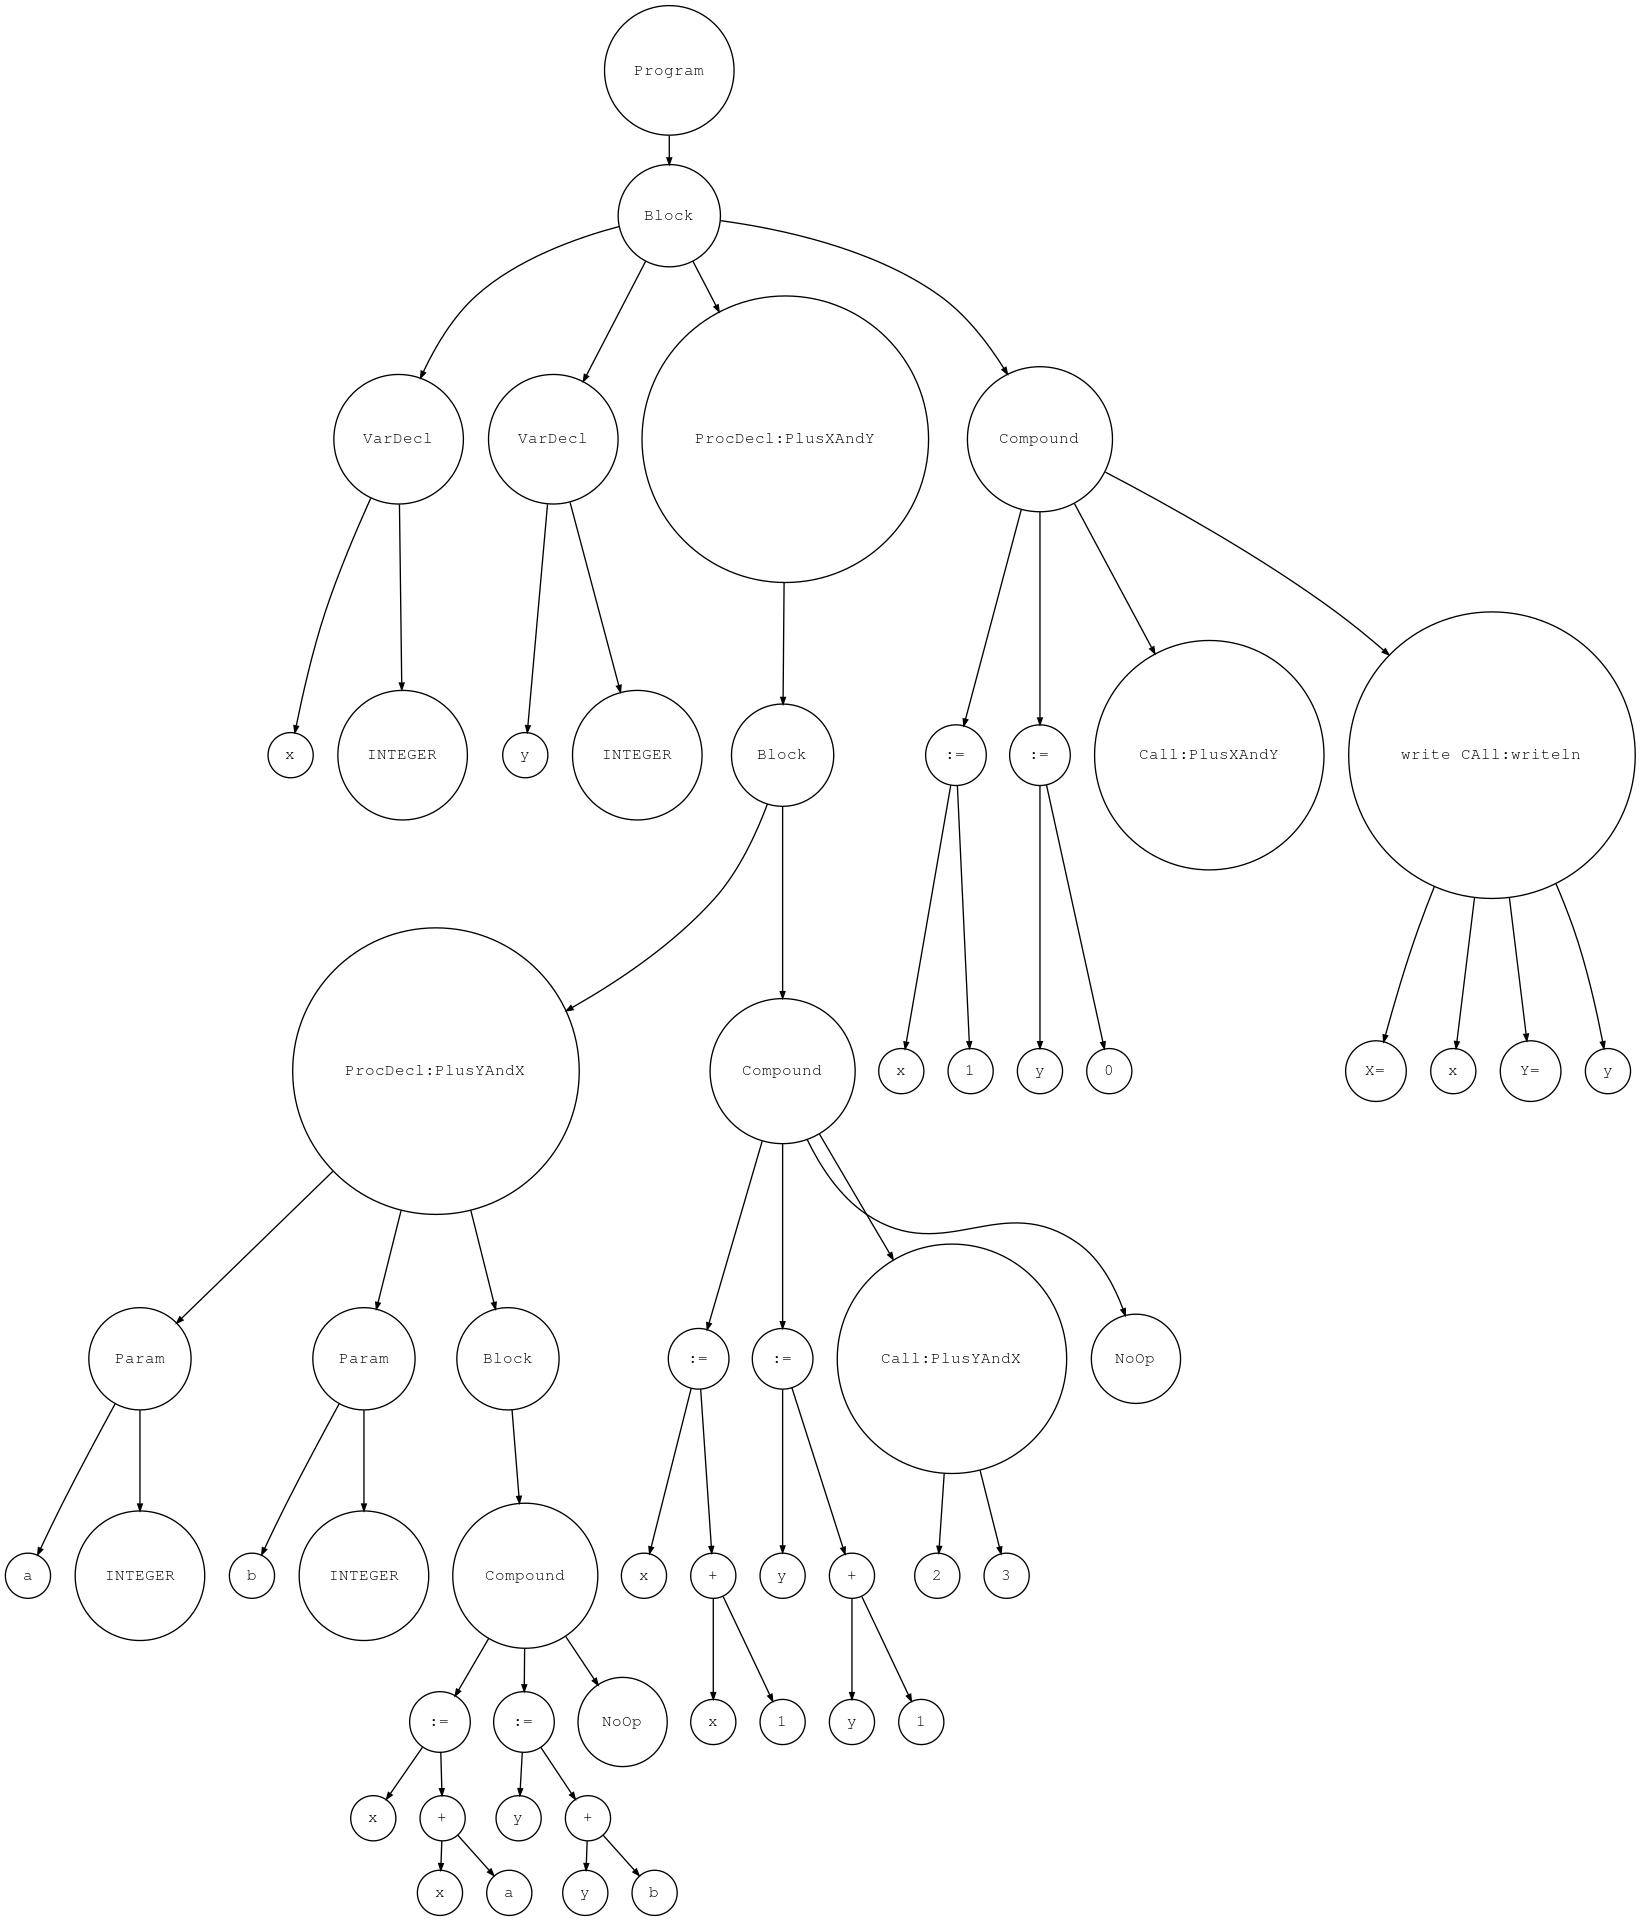 Program
Block
VarDecl
VarDecl
ProcDecl:PlusXAndY
Compound
x
INTEGER
y
INTEGER
Block
:=
:=
Call:PlusXAndY
write CAll:writeln
ProcDecl:PlusYAndX
Compound
x
1
y
0
X=
x
Y=
y
Param
Param
Block
:=
:=
Call:PlusYAndX
NoOp
a
INTEGER
b
INTEGER
Compound
x
+
y
+
2
3
:=
:=
NoOp
x
1
y
1
x
+
y
+
x
a
y
b